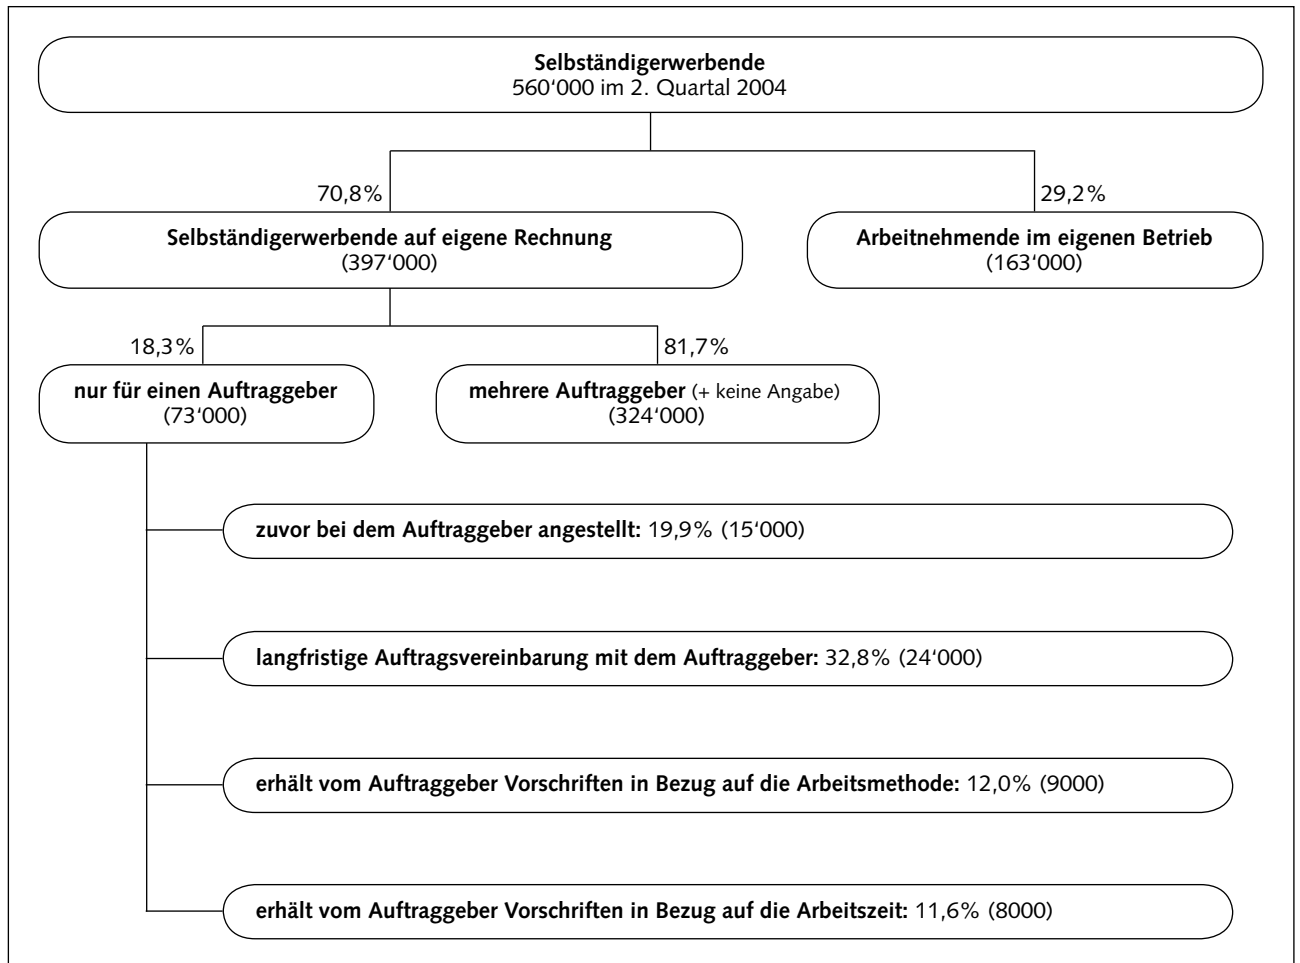 Selbständigerwerbende
560‘000 im 2. Quartal 2004
70,8%
29,2%
Selbständigerwerbende auf eigene Rechnung
(397‘000)
Arbeitnehmende im eigenen Betrieb
(163‘000)
18,3%
81,7%
nur für einen Auftraggeber
(73‘000)
mehrere Auftraggeber (+ keine Angabe)
(324‘000)
zuvor bei dem Auftraggeber angestellt: 19,9% (15‘000)
langfristige Auftragsvereinbarung mit dem Auftraggeber: 32,8% (24‘000)
erhält vom Auftraggeber Vorschriften in Bezug auf die Arbeitsmethode: 12,0% (9000)
erhält vom Auftraggeber Vorschriften in Bezug auf die Arbeitszeit: 11,6% (8000)